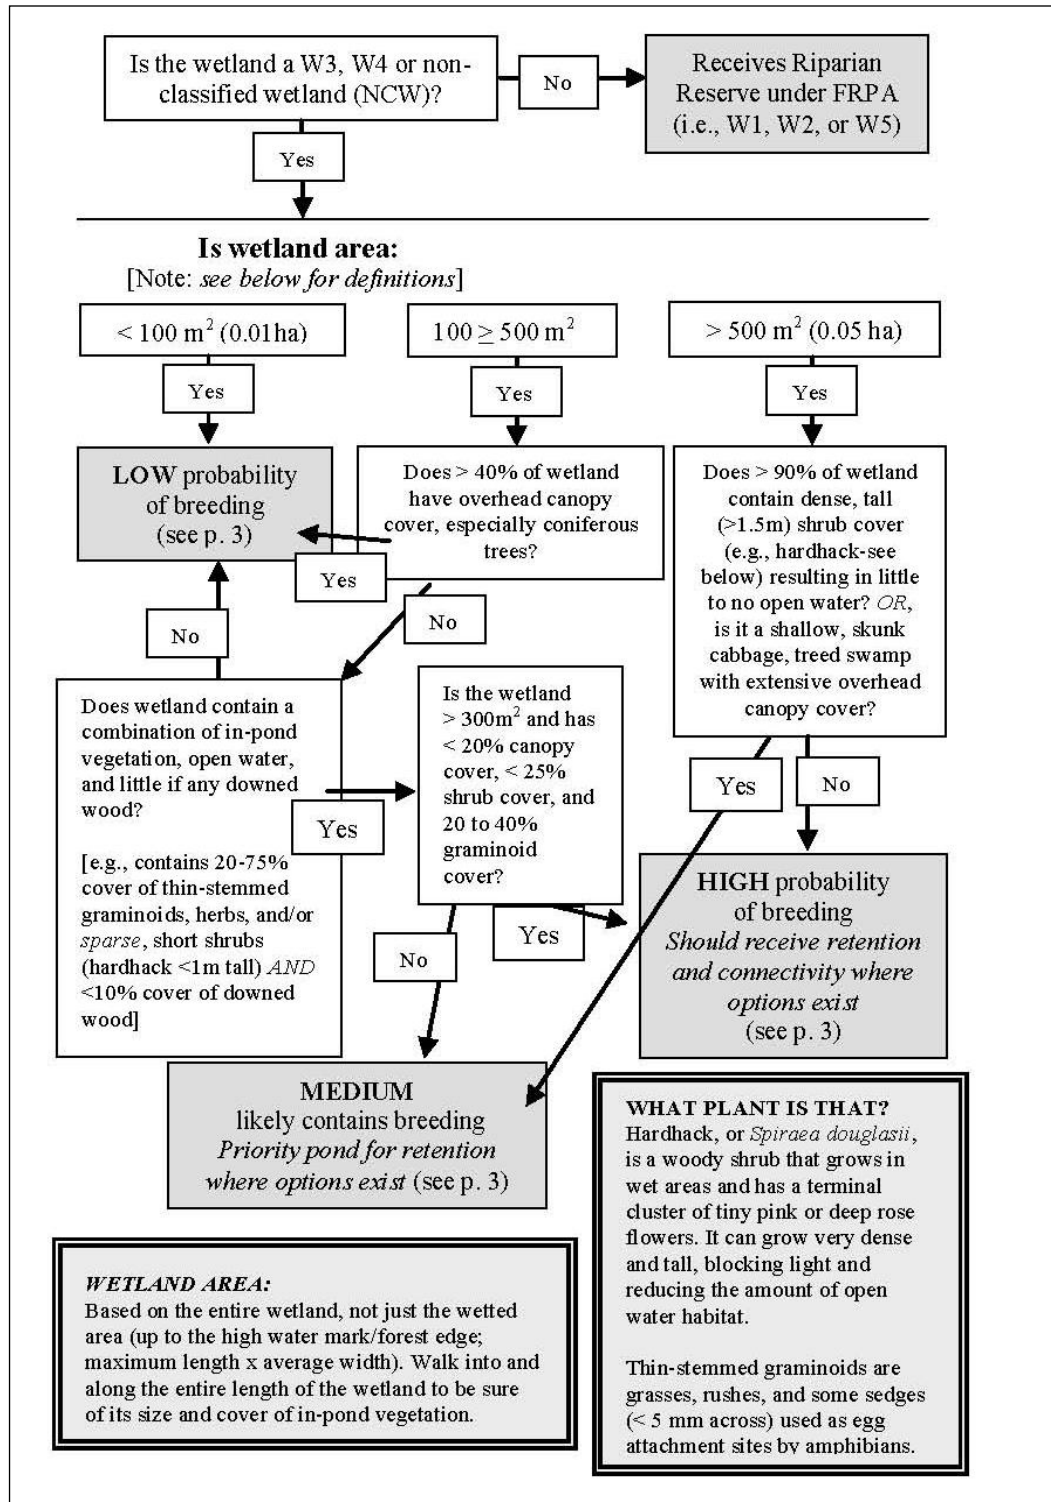 Is the wetland a W3, W4 or non-
classified wetland (NCW)?
No
Receives Riparian
Reserve under FRPA
(i.e., W1, W2, or W5)
Yes
Is wetland area:
[Note: see below for definitions]
< 100 m² (0.01ha)
100 ≥ 500 m²
> 500 m² (0.05 ha)
Yes
Yes
Yes
LOW probability
of breeding
(see p. 3)
Does > 40% of wetland
have overhead canopy
cover, especially coniferous
trees?
Does > 90% of wetland
contain dense, tall
(>1.5m) shrub cover
(e.g., hardhack-see
below) resulting in little
to no open water? OR,
is it a shallow, skunk
cabbage, treed swamp
with extensive overhead
canopy cover?
Yes
No
No
Does wetland contain a
combination of in-pond
vegetation, open water,
and little if any downed
wood?
[e.g., contains 20-75%
cover of thin-stemmed
graminoids, herbs, and/or
sparse, short shrubs
(hardhack <1m tall) AND
<10% cover of downed
wood]
Yes
Is the wetland
> 300m² and has
< 20% canopy
cover, < 25%
shrub cover, and
20 to 40%
graminoid
cover?
Yes
No
Yes
No
HIGH probability
of breeding
Should receive retention
and connectivity where
options exist
(see p. 3)
MEDIUM
likely contains breeding
Priority pond for retention
where options exist (see p. 3)
WHAT PLANT IS THAT?
Hardhack, or Spiraea douglasii,
is a woody shrub that grows in
wet areas and has a terminal
cluster of tiny pink or deep rose
flowers. It can grow very dense
and tall, blocking light and
reducing the amount of open
water habitat.
Thin-stemmed graminoids are
grasses, rushes, and some sedges
(< 5 mm across) used as egg
attachment sites by amphibians.
WETLAND AREA:
Based on the entire wetland, not just the wetted
area (up to the high water mark/forest edge;
maximum length x average width). Walk into and
along the entire length of the wetland to be sure
of its size and cover of in-pond vegetation.